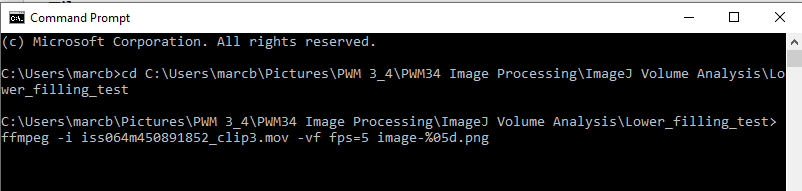 Command Prompt
(c) Microsoft Corporation. All rights reserved.
C:\Users\marcb>cd C:\Users\marcb\Pictures\PWM 3_4\PWM34 Image Processing\ImageJ Volume Analysis\Lo
wer_filling_test
C:\Users\marcb\Pictures\PWM 3_4\PWM34 Image Processing\ImageJ Volume Analysis\Lower_filling_test>
ffmpeg -i iss064m450891852_clip3.mov -vf fps=5 image-%05d.png